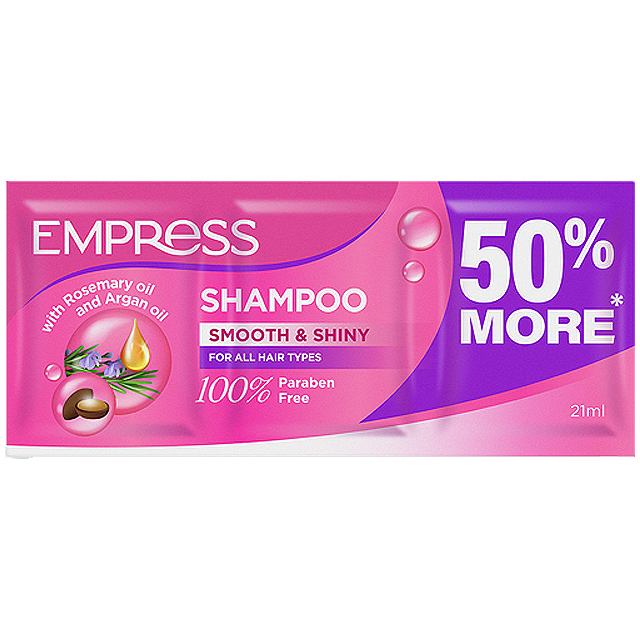 EMPRESS
with Rosemary oil
and Argan oil
SHAMPOO
SMOOTH & SHINY
FOR ALL HAIR TYPES
100% Paraben
Free
50%
MORE*
21ml